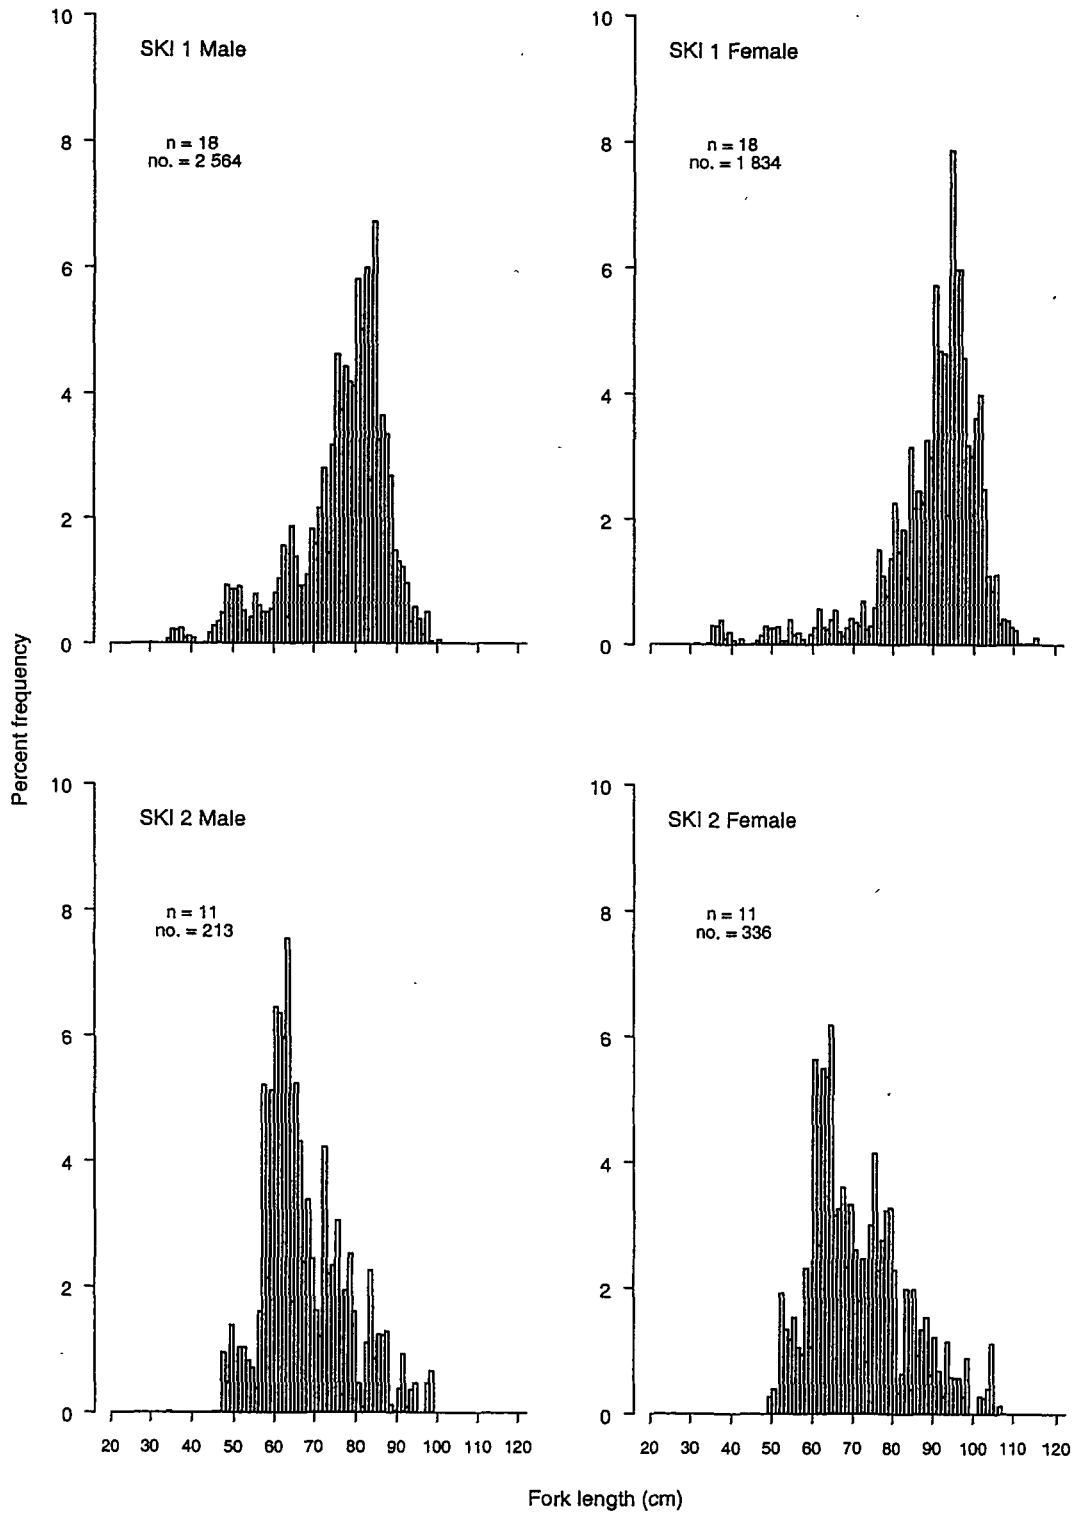 10
8
6
4
2
0
SKI 1 Male
n = 18
no. = 2 564
10
8
6
4
2
0
SKI 1 Female
n = 18
no. = 1 834
Percent frequency
10
8
6
4
2
0
SKI 2 Male
n = 11
no. = 213
20 30 40 50 60 70 80 90 100 110 120
10
8
6
4
2
0
SKI 2 Female
n = 11
no. = 336
20 30 40 50 60 70 80 90 100 110 120
Fork length (cm)